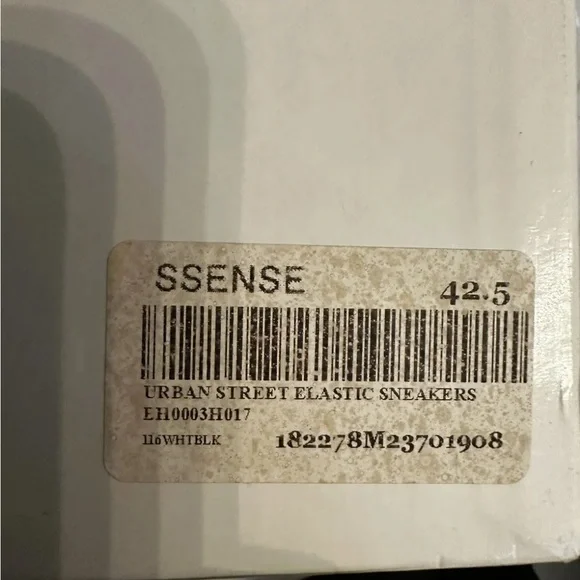 SSENSE
42.5
URBAN STREET ELASTIC SNEAKERS
EH0003H017
116WHTBLK 182278M23701908